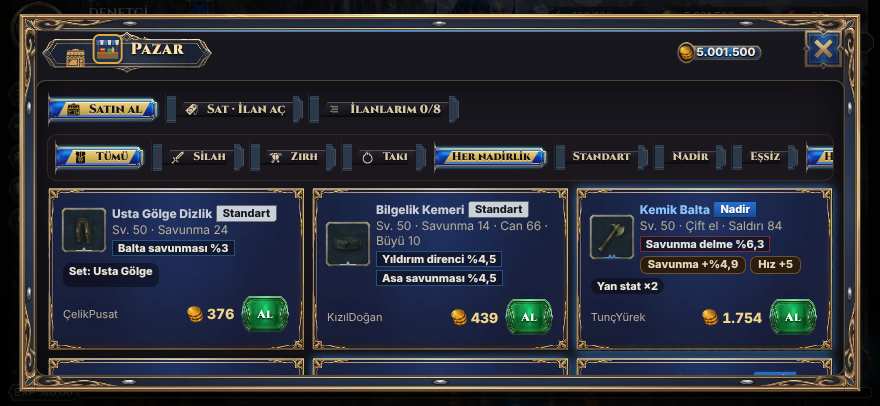 DENETÇİ
PAZAR
5.001.500
SATIN AL
SAT · İLAN AÇ
İLANLARIM 0/8
TÜMÜ
SİLAH
ZIRH
TAKI
HER NADİRLİK
STANDART
NADİR
EŞSİZ
H
Usta Gölge Dizlik Standart
Sv. 50 · Savunma 24
Balta savunması %3
Set: Usta Gölge
ÇelikPusat
376
AL
Bilgelik Kemeri Standart
Sv. 50 · Savunma 14 · Can 66 ·
Büyü 10
Yıldırım direnci %4,5
Asa savunması %4,5
KızılDoğan
439
AL
Kemik Balta Nadir
Sv. 50 · Çift el · Saldırı 84
Savunma delme %6,3
Savunma +%4,9 Hız +5
Yan stat ×2
TunçYürek
1.754
AL